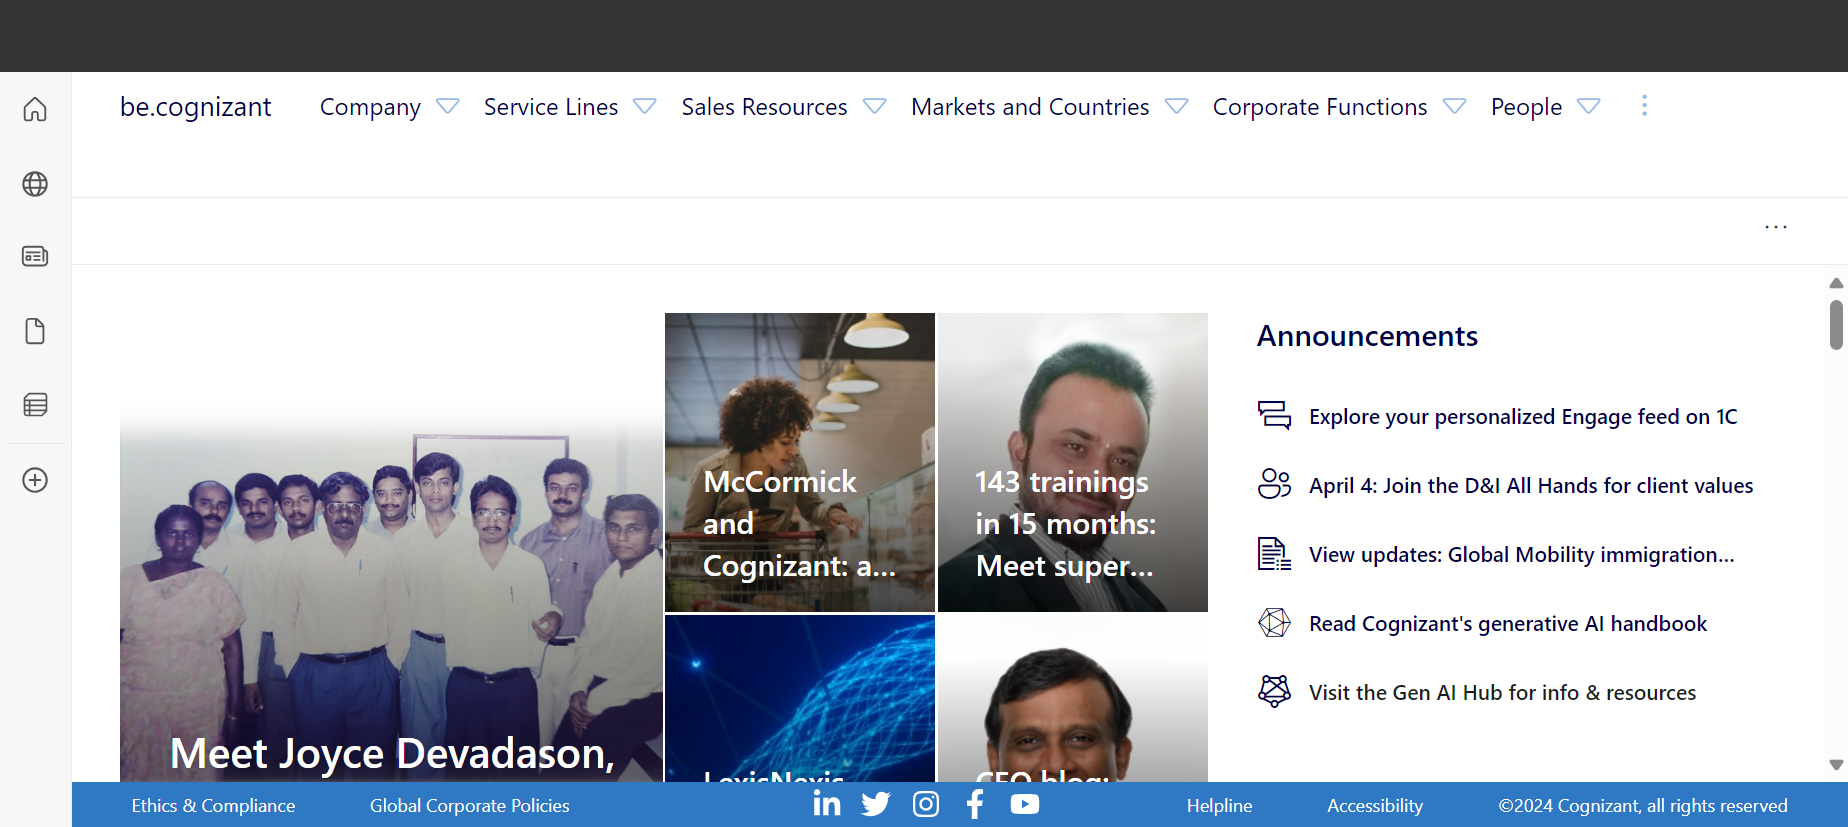 be.cognizant
Company
Service Lines
Sales Resources
Markets and Countries
Corporate Functions
People
McCormick
and
Cognizant: a...
143 trainings
in 15 months:
Meet super...
Meet Joyce Devadason,
LexisNexis
CEO blog:
Announcements
Explore your personalized Engage feed on 1C
April 4: Join the D&I All Hands for client values
View updates: Global Mobility immigration...
Read Cognizant's generative AI handbook
Visit the Gen AI Hub for info & resources
Ethics & Compliance
Global Corporate Policies
Helpline
Accessibility
©2024 Cognizant, all rights reserved